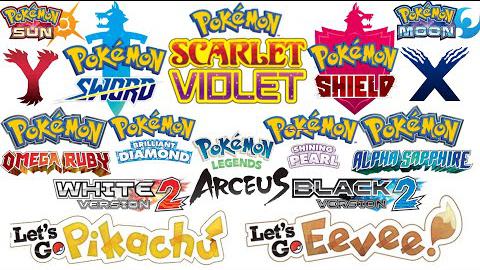 Pokémon
SUN
Pokémon
Pokémon
SCARLET
VIOLET
Pokémon
Pokémon
MOON
Y
SWORD
SHIELD
X
Pokémon
OMEGA RUBY
Pokémon
BRILLIANT
DIAMOND
Pokémon
LEGENDS
ARCEUS
Pokémon
SHINING
PEARL
Pokémon
ALPHA SAPPHIRE
WHITE 2
VERSION
BLACK 2
VERSION
Let's
Go Pikachu
Let's
Go Eevee!